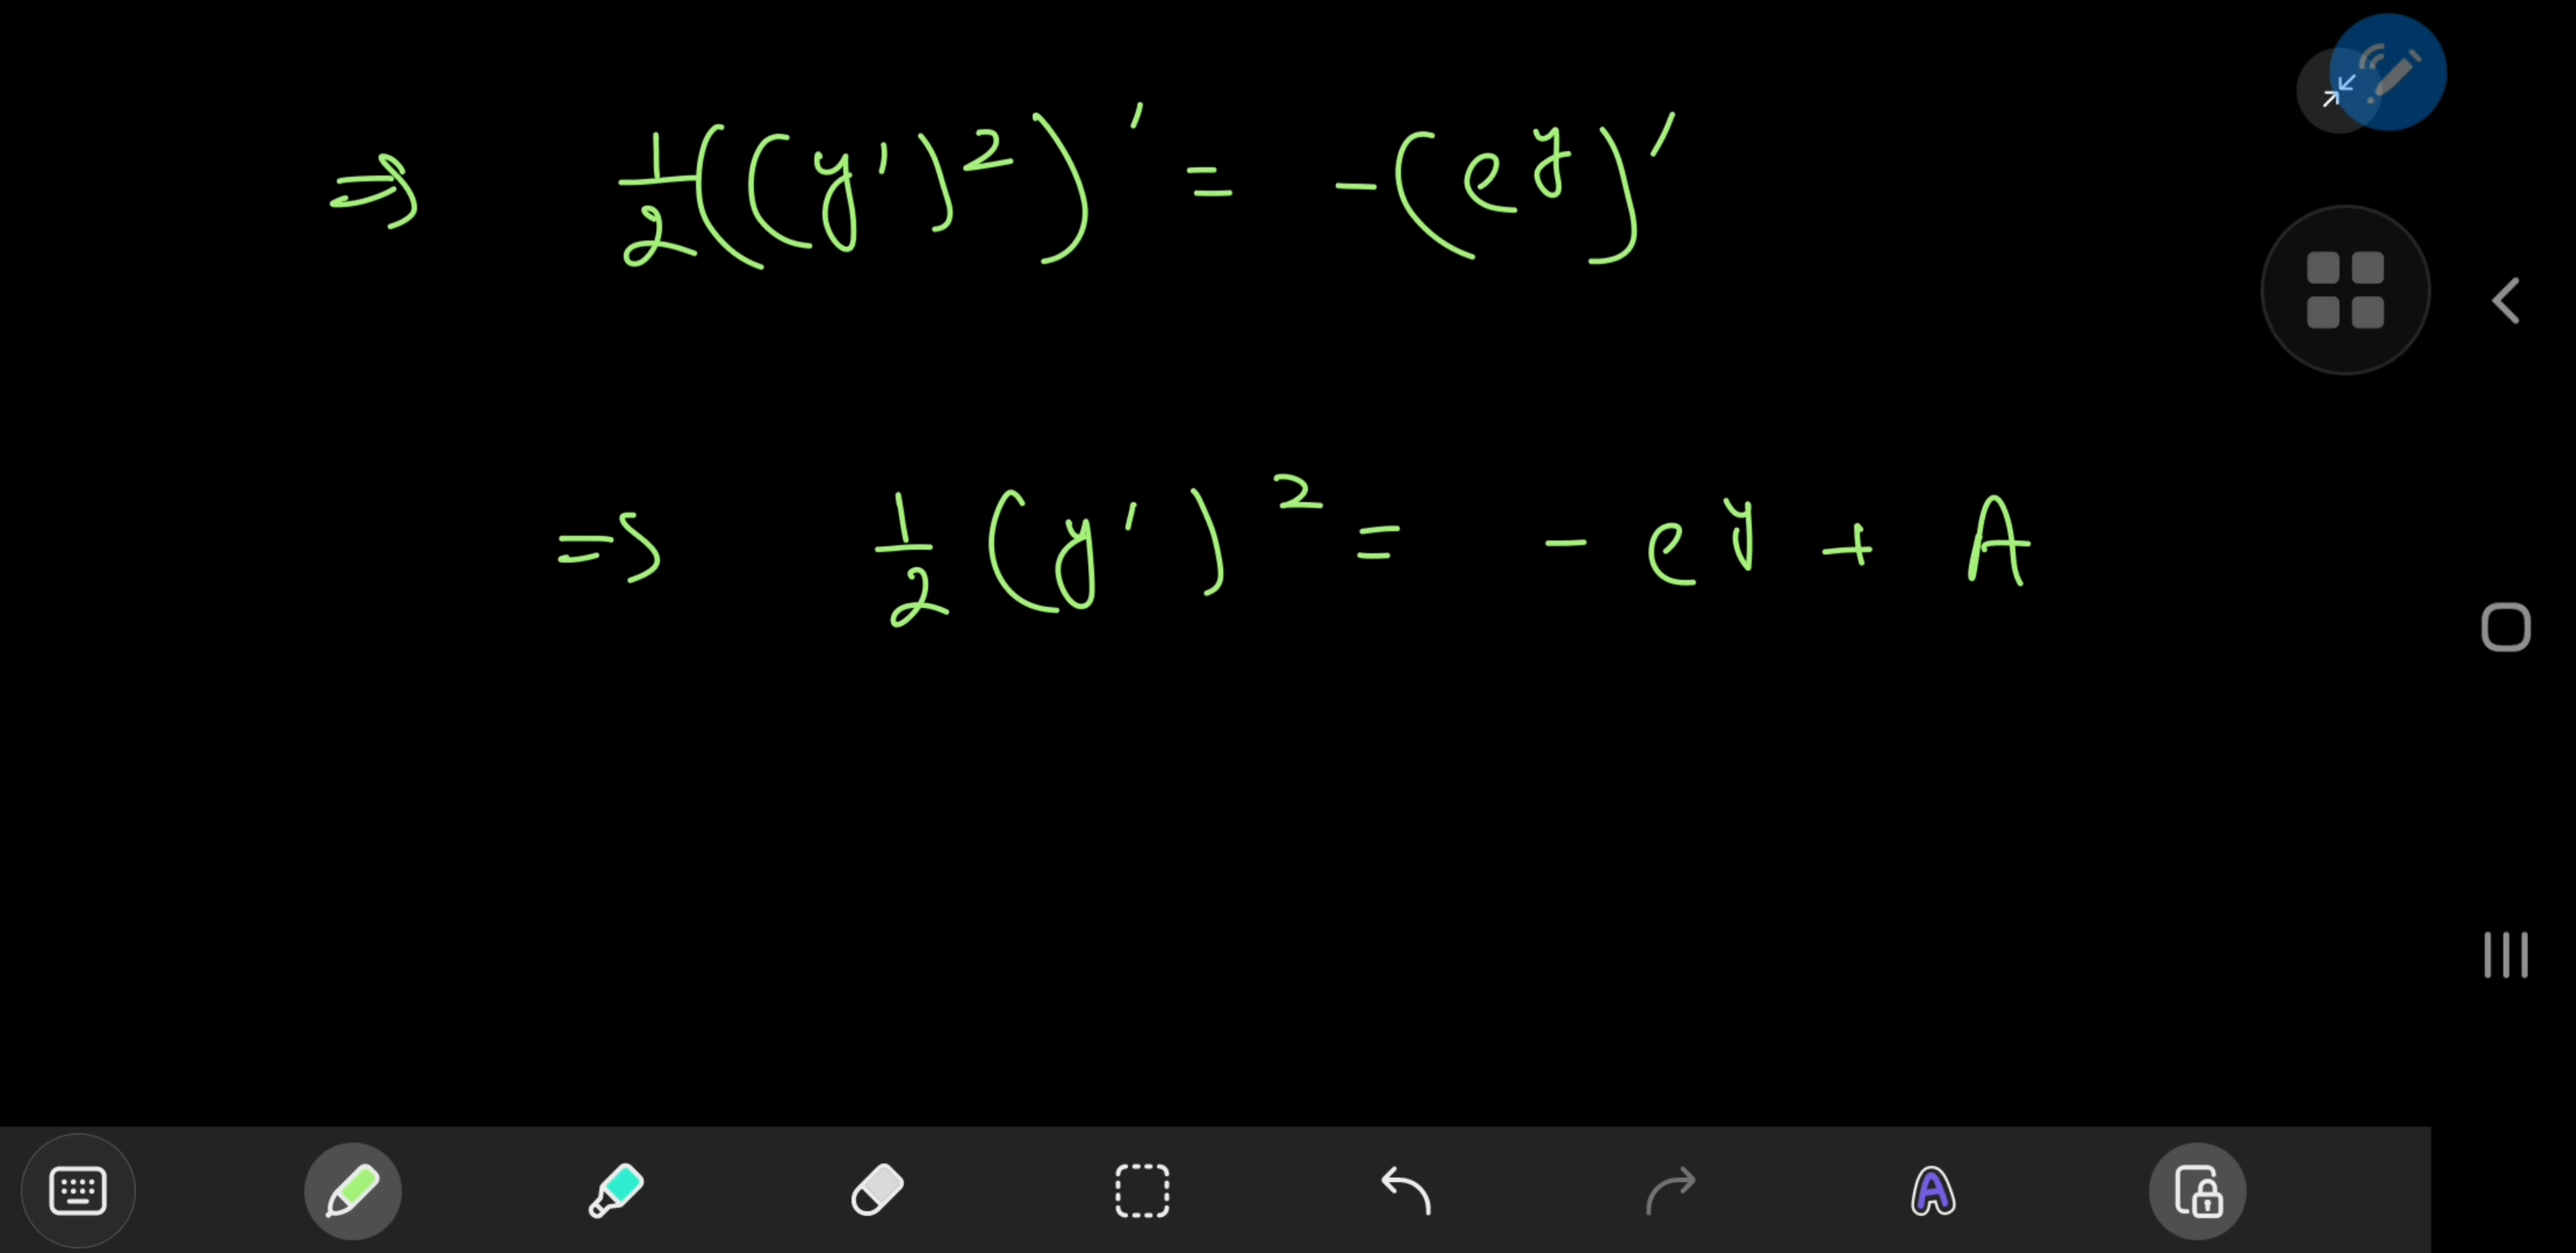 ⇒ 1/2((y')²)' = -(e^y)'
⇒ 1/2(y')² = -e^y + A
A